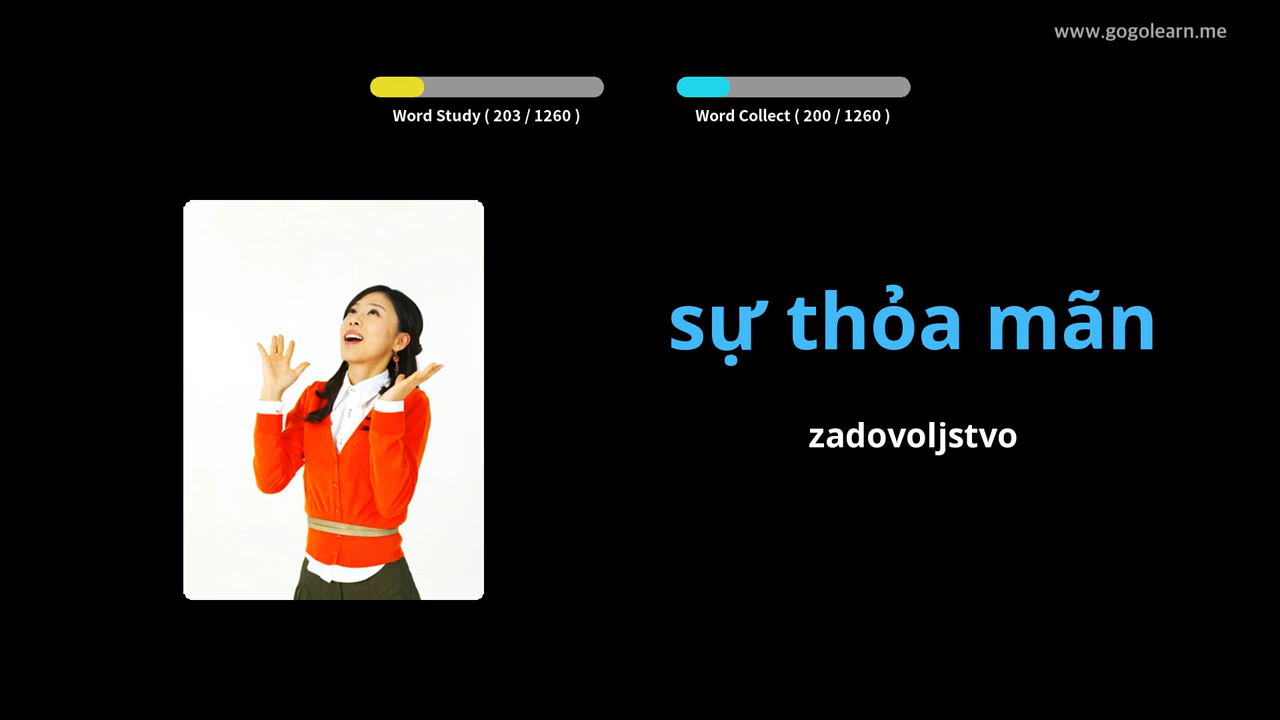 www.gogolearn.me
Word Study ( 203 / 1260 )
Word Collect ( 200 / 1260 )
sự thỏa mãn
zadovoljstvo